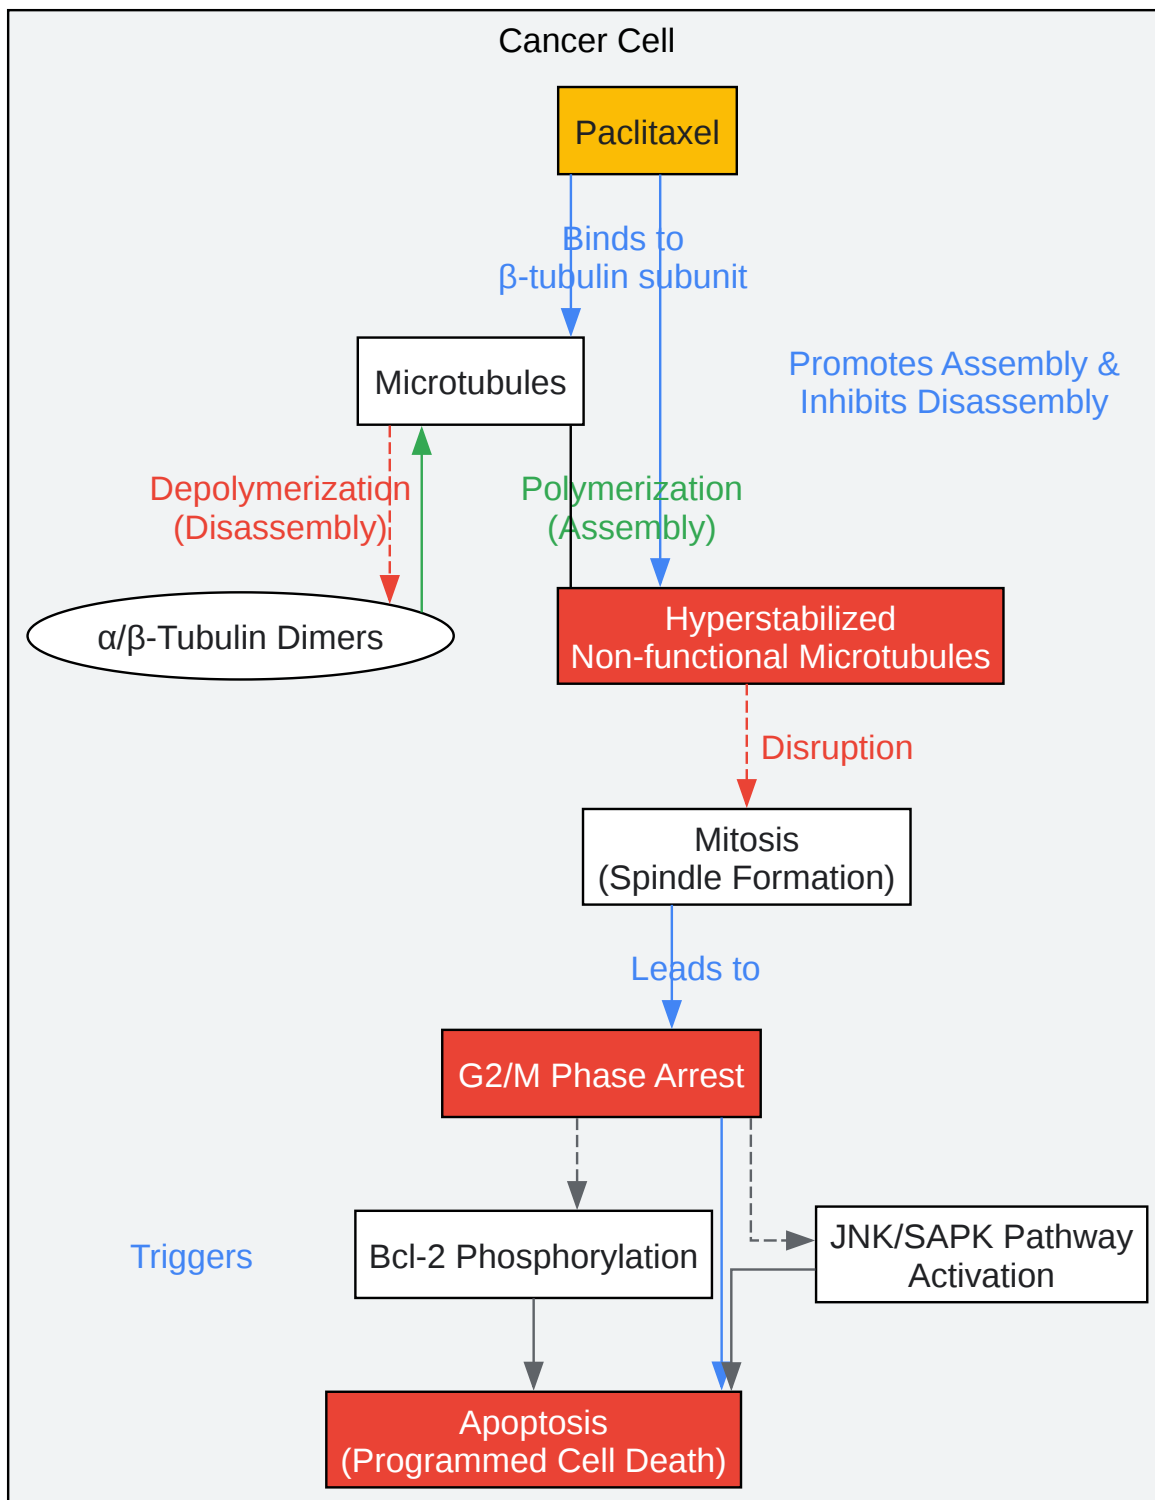 Cancer Cell
Paclitaxel
Binds to
β-tubulin subunit
Microtubules
Promotes Assembly &
Inhibits Disassembly
Depolymerization
(Disassembly)
Polymerization
(Assembly)
α/β-Tubulin Dimers
Hyperstabilized
Non-functional Microtubules
Disruption
Mitosis
(Spindle Formation)
Leads to
G2/M Phase Arrest
Triggers
Bcl-2 Phosphorylation
JNK/SAPK Pathway
Activation
Apoptosis
(Programmed Cell Death)